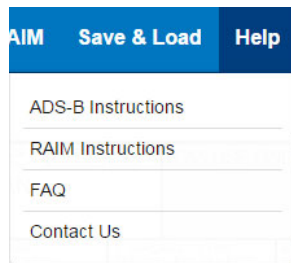 AIM Save & Load Help
ADS-B Instructions
RAIM Instructions
FAQ
Contact Us